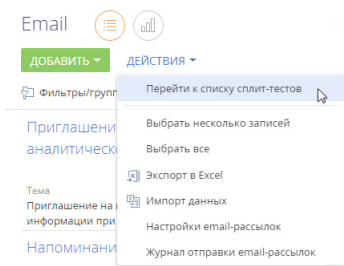 Email
ДОБАВИТЬ
ДЕЙСТВИЯ
Фильтры/групп
Перейти к списку сплит-тестов
Выбрать несколько записей
Выбрать все
Экспорт в Excel
Импорт данных
Настройки email-рассылок
Журнал отправки email-рассылок
Приглашени
аналитическо
Тема
Приглашение на
информации при
Напоминани